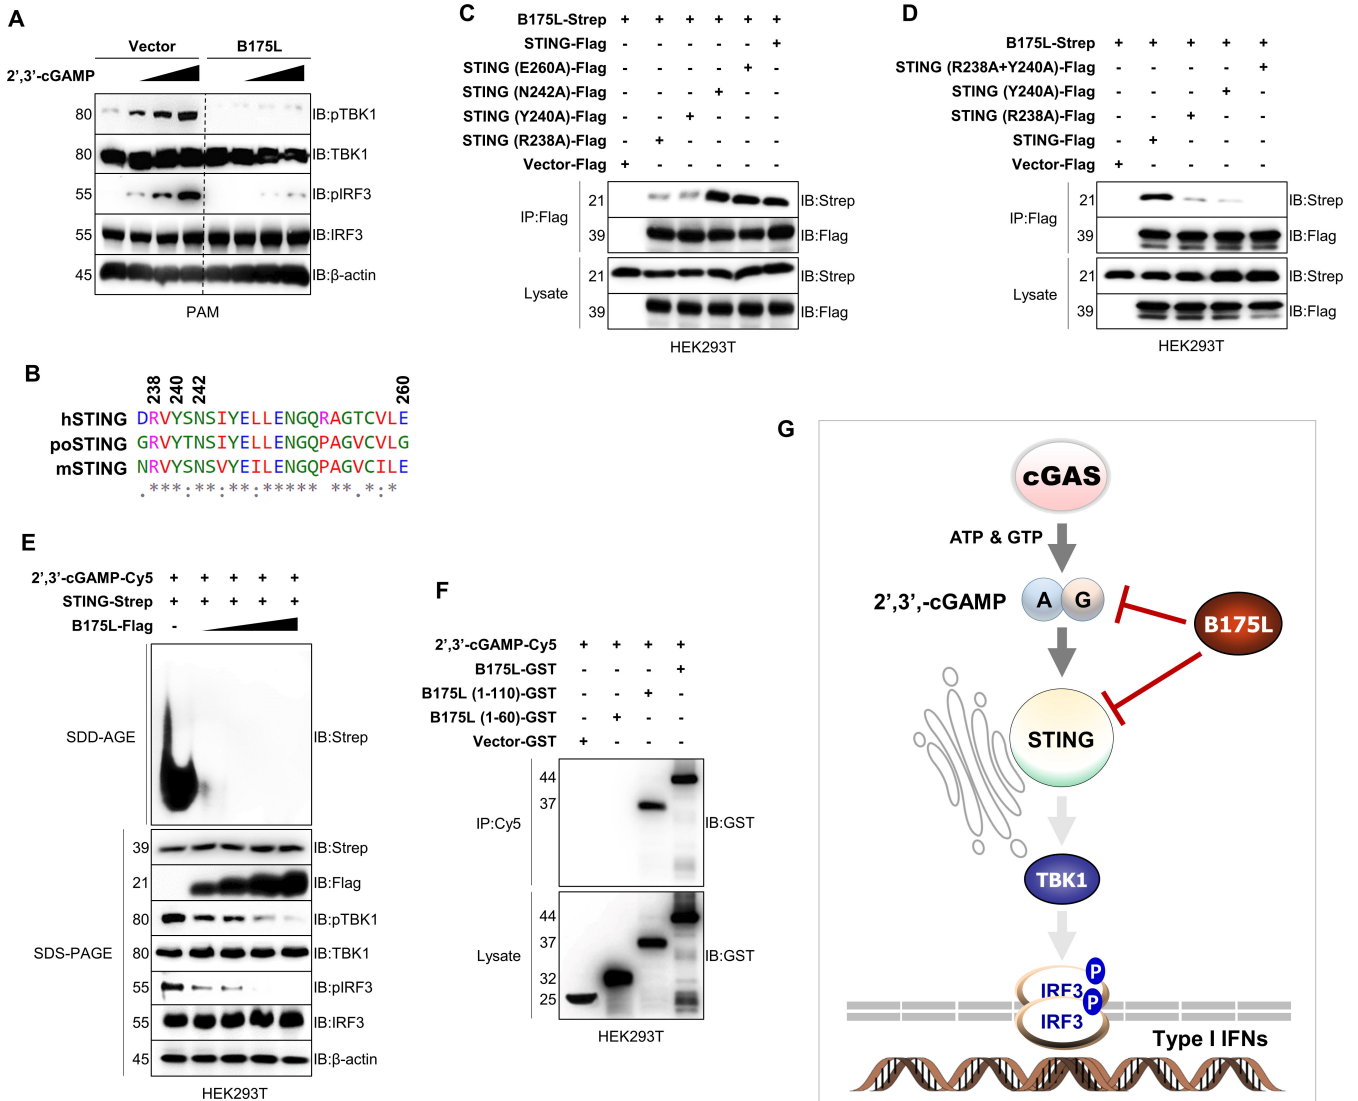 A
Vector B175L
2',3'-cGAMP
80 IB:pTBK1
80 IB:TBK1
55 IB:pIRF3
55 IB:IRF3
45 IB:β-actin
PAM
B
238 240 242 260
hSTING DRVYSNSIYELLENGQRAGTCVLE
poSTING GRVYTNSIYELLENGQPAGVCVLG
mSTING NRVYSNSVYEILENGQPAGVCILE
.***:**:**:***** **.*:*
C
B175L-Strep + + + + + +
STING-Flag - - - - - +
STING (E260A)-Flag - - - - + -
STING (N242A)-Flag - - - + - -
STING (Y240A)-Flag - - + - - -
STING (R238A)-Flag - + - - - -
Vector-Flag + - - - - -
IP:Flag
21 IB:Strep
39 IB:Flag
Lysate
21 IB:Strep
39 IB:Flag
HEK293T
D
B175L-Strep + + + + +
STING (R238A+Y240A)-Flag - - - - +
STING (Y240A)-Flag - - - + -
STING (R238A)-Flag - - + - -
STING-Flag - + - - -
Vector-Flag + - - - -
IP:Flag
21 IB:Strep
39 IB:Flag
Lysate
21 IB:Strep
39 IB:Flag
HEK293T
E
2',3'-cGAMP-Cy5 + + + + +
STING-Strep + + + + +
B175L-Flag -
SDD-AGE IB:Strep
SDS-PAGE
39 IB:Strep
21 IB:Flag
80 IB:pTBK1
80 IB:TBK1
55 IB:pIRF3
55 IB:IRF3
45 IB:β-actin
HEK293T
F
2',3'-cGAMP-Cy5 + + + +
B175L-GST - - - +
B175L (1-110)-GST - - + -
B175L (1-60)-GST - + - -
Vector-GST + - - -
IP:Cy5
44
37
IB:GST
Lysate
44
37
32
25
IB:GST
HEK293T
G
cGAS
ATP & GTP
2',3',-cGAMP A G
B175L
STING
TBK1
P
IRF3
P
IRF3
Type I IFNs